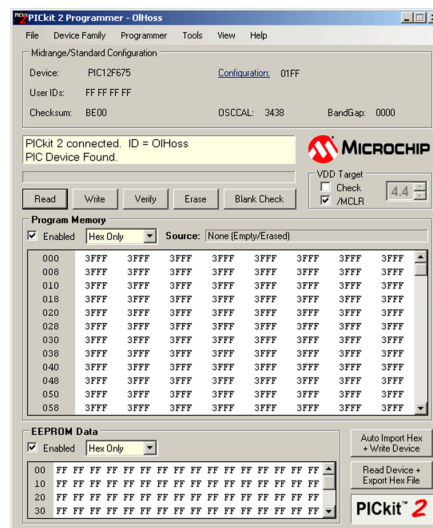 PICkit 2 Programmer - OlHoss
File Device Family Programmer Tools View Help
Midrange/Standard Configuration
Device: PIC12F675 Configuration: 01FF
User IDs: FF FF FF FF
Checksum: BE00 OSCCAL: 3438 BandGap: 0000
PICkit 2 connected. ID = OlHoss
PIC Device Found.
MICROCHIP
VDD Target
Check
/MCLR
4.4
Read Write Verify Erase Blank Check
Program Memory
Enabled Hex Only Source: None (Empty/Erased)
000 3FFF 3FFF 3FFF 3FFF 3FFF 3FFF 3FFF 3FFF
008 3FFF 3FFF 3FFF 3FFF 3FFF 3FFF 3FFF 3FFF
010 3FFF 3FFF 3FFF 3FFF 3FFF 3FFF 3FFF 3FFF
018 3FFF 3FFF 3FFF 3FFF 3FFF 3FFF 3FFF 3FFF
020 3FFF 3FFF 3FFF 3FFF 3FFF 3FFF 3FFF 3FFF
028 3FFF 3FFF 3FFF 3FFF 3FFF 3FFF 3FFF 3FFF
030 3FFF 3FFF 3FFF 3FFF 3FFF 3FFF 3FFF 3FFF
038 3FFF 3FFF 3FFF 3FFF 3FFF 3FFF 3FFF 3FFF
040 3FFF 3FFF 3FFF 3FFF 3FFF 3FFF 3FFF 3FFF
048 3FFF 3FFF 3FFF 3FFF 3FFF 3FFF 3FFF 3FFF
050 3FFF 3FFF 3FFF 3FFF 3FFF 3FFF 3FFF 3FFF
058 3FFF 3FFF 3FFF 3FFF 3FFF 3FFF 3FFF 3FFF
EEPROM Data
Enabled Hex Only
00 FF FF FF FF FF FF FF FF FF FF FF FF FF FF FF FF
10 FF FF FF FF FF FF FF FF FF FF FF FF FF FF FF FF
20 FF FF FF FF FF FF FF FF FF FF FF FF FF FF FF FF
30 FF FF FF FF FF FF FF FF FF FF FF FF FF FF FF FF
Auto Import Hex
+ Write Device
Read Device +
Export Hex File
PICkit™ 2